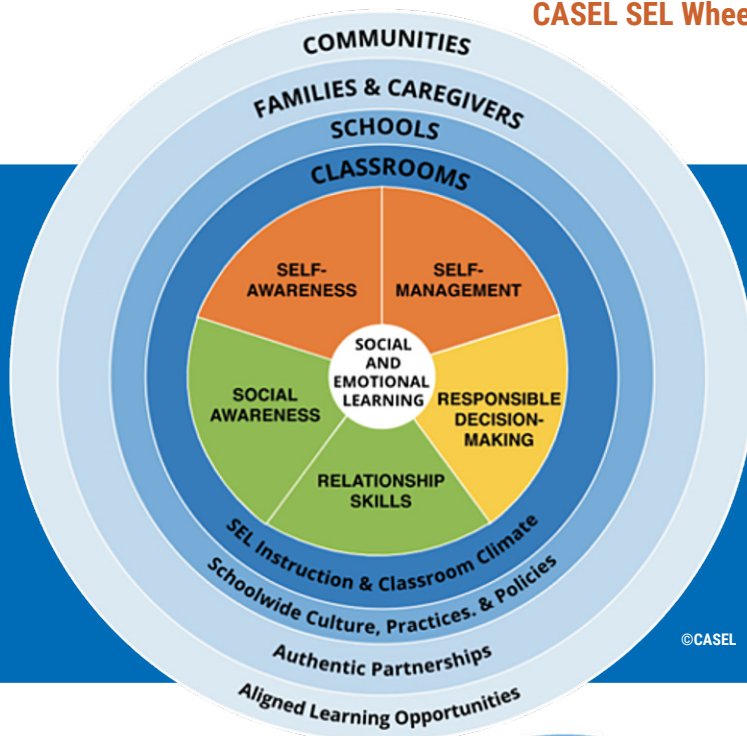 CASEL SEL Whee
COMMUNITIES
FAMILIES & CAREGIVERS
SCHOOLS
CLASSROOMS
SELF-
AWARENESS
SELF-
MANAGEMENT
SOCIAL
AND
EMOTIONAL
LEARNING
SOCIAL
AWARENESS
RESPONSIBLE
DECISION-
MAKING
RELATIONSHIP
SKILLS
SEL Instruction & Classroom Climate
Schoolwide Culture, Practices. & Policies
Authentic Partnerships
Aligned Learning Opportunities
©CASEL